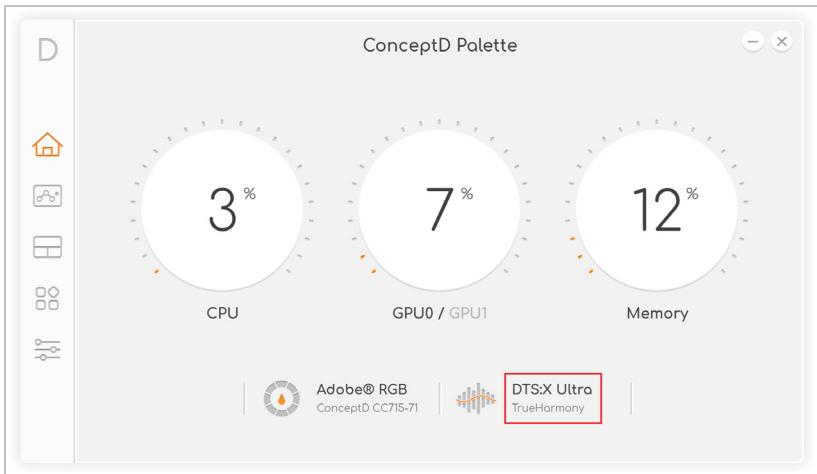 D
ConceptD Palette
3%
7%
12%
CPU
GPU0 / GPU1
Memory
Adobe® RGB
ConceptD CC715-71
DTS:X Ultra
TrueHarmony